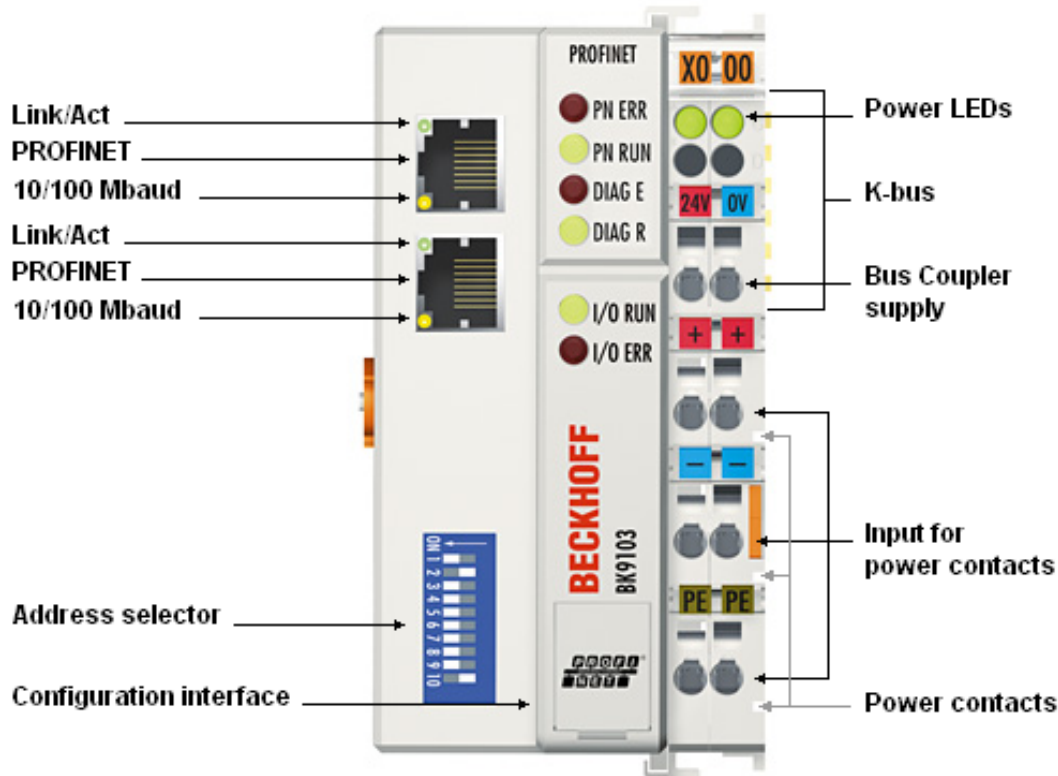 Link/Act
PROFINET
10/100 Mbaud
Link/Act
PROFINET
10/100 Mbaud
Address selector
Configuration interface
PROFINET
PN ERR
PN RUN
DIAG E
DIAG R
I/O RUN
I/O ERR
BECKHOFF
BK9103
PROFI
NET
ON
1 2 3 4 5 6 7 8 9 10
X0 00
24V 0V
+ +
− −
PE PE
Power LEDs
K-bus
Bus Coupler
supply
Input for
power contacts
Power contacts